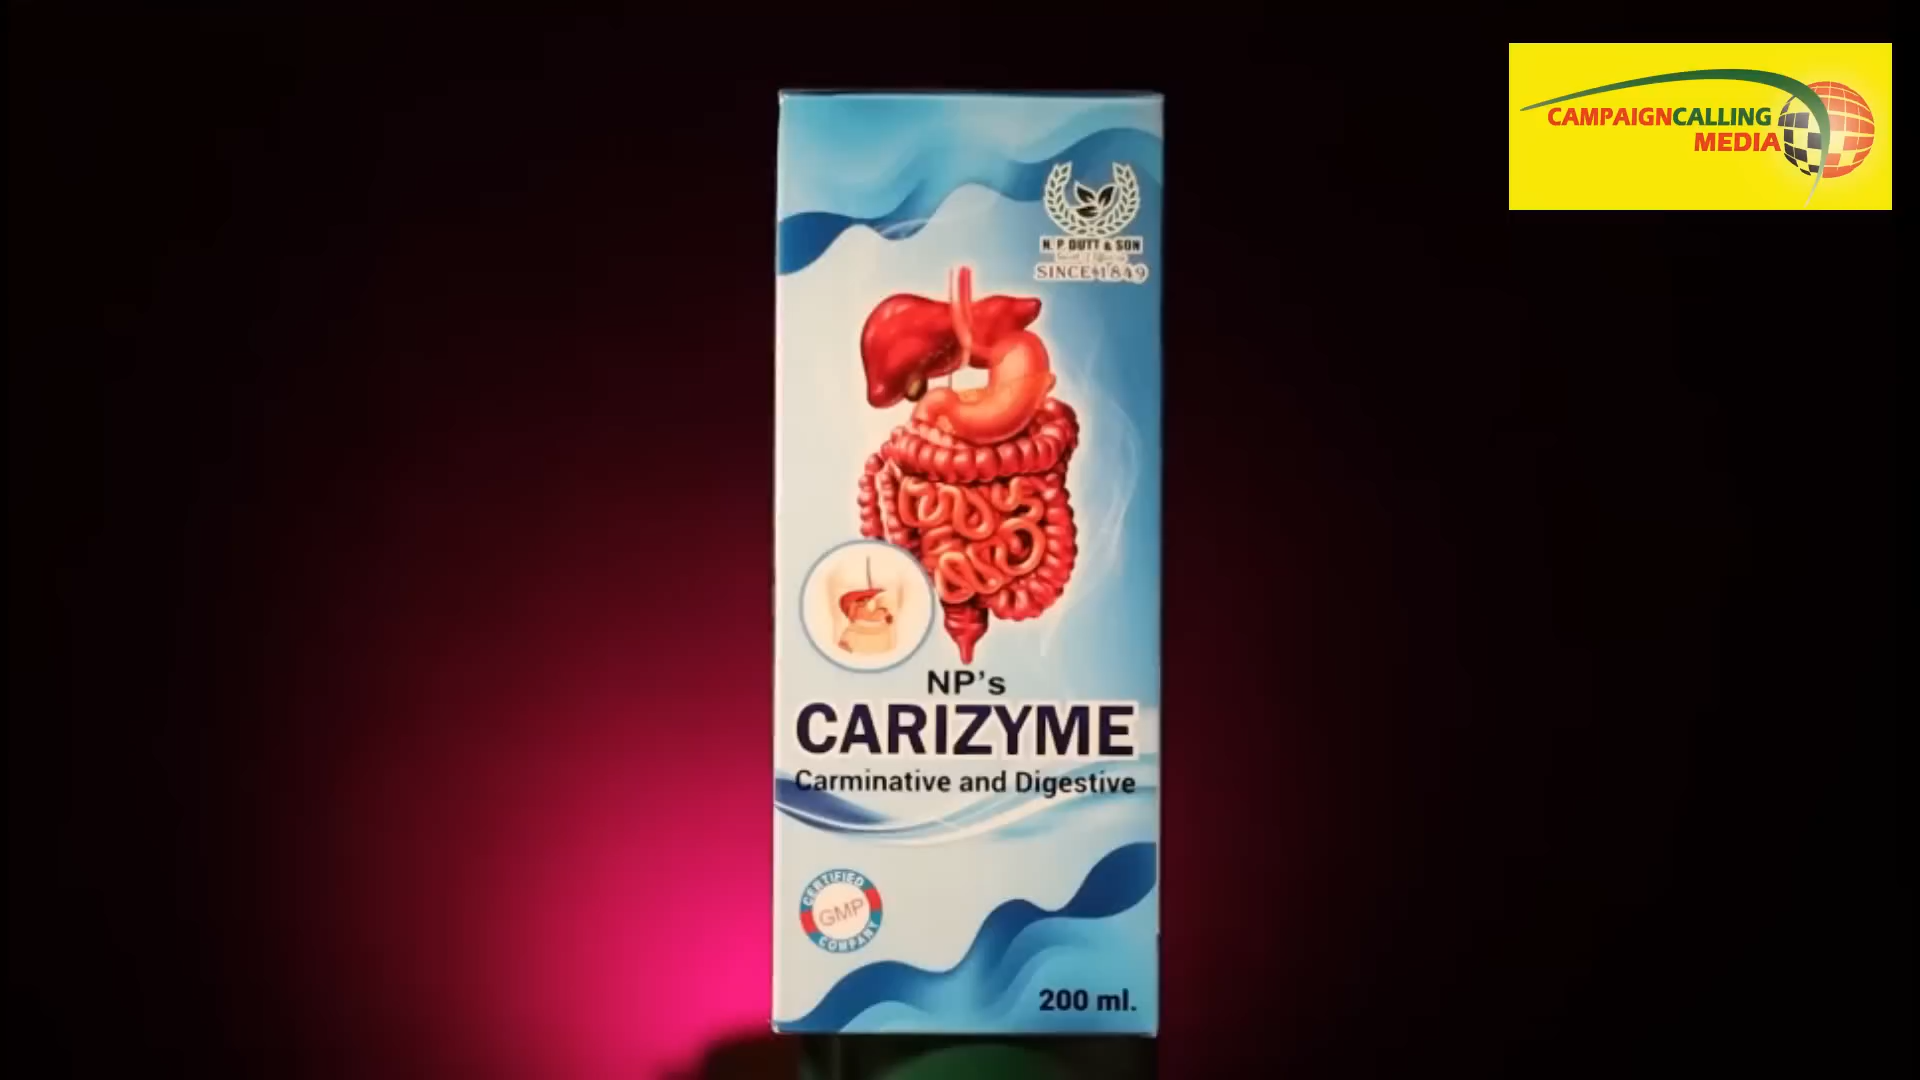 CAMPAIGNCALLING
MEDIA
N. P. DUTT & SON
SINCE 1849
NP's
CARIZYME
Carminative and Digestive
CERTIFIED
GMP
COMPANY
200 ml.